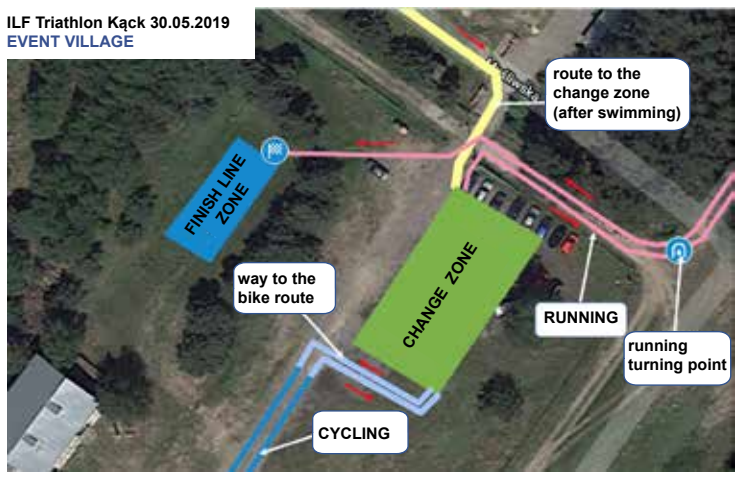 ILF Triathlon Kąck 30.05.2019
EVENT VILLAGE
route to the
change zone
(after swimming)
FINISH LINE
ZONE
CHANGE ZONE
way to the
bike route
RUNNING
running
turning point
CYCLING